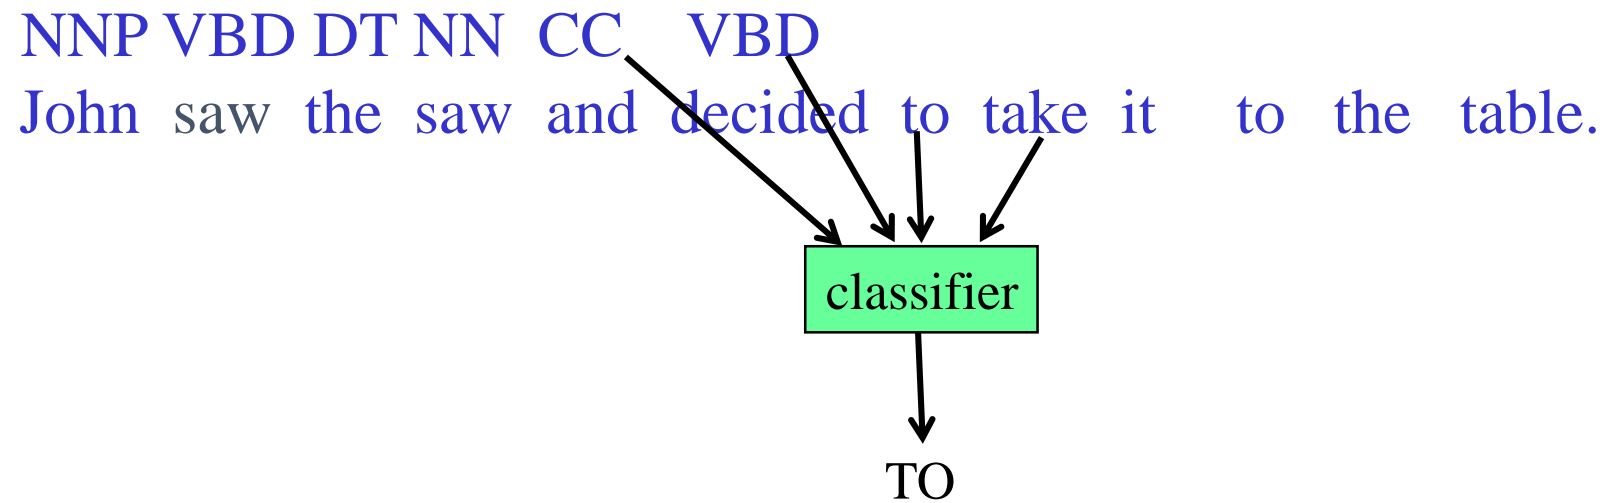 NNP VBD DT NN CC VBD
John saw the saw and decided to take it to the table.
classifier
TO